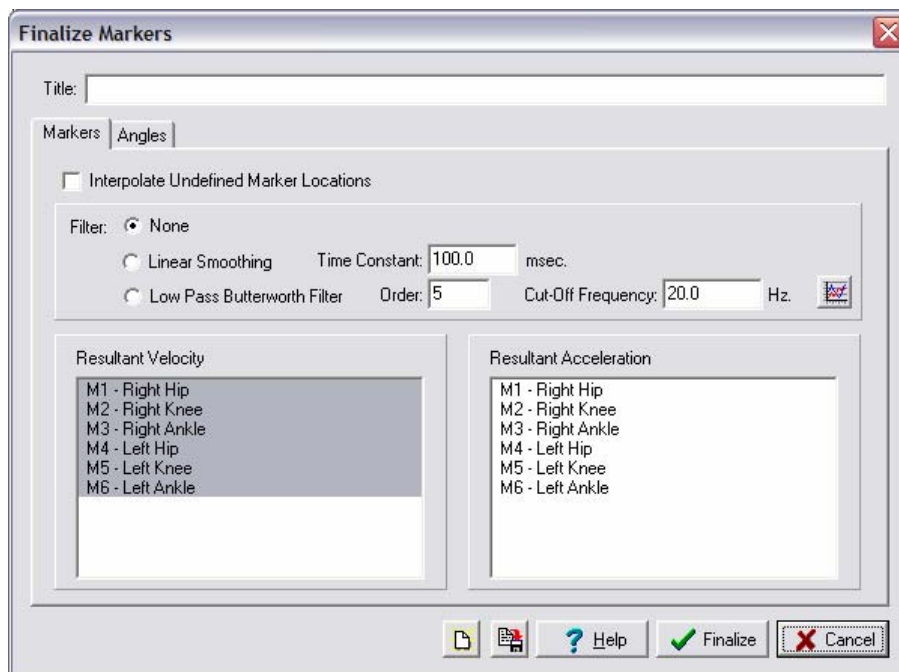 Finalize Markers
Title:
Markers Angles
Interpolate Undefined Marker Locations
Filter: None
Linear Smoothing Time Constant: 100.0 msec.
Low Pass Butterworth Filter Order: 5 Cut-Off Frequency: 20.0 Hz.
Resultant Velocity
M1 - Right Hip
M2 - Right Knee
M3 - Right Ankle
M4 - Left Hip
M5 - Left Knee
M6 - Left Ankle
Resultant Acceleration
M1 - Right Hip
M2 - Right Knee
M3 - Right Ankle
M4 - Left Hip
M5 - Left Knee
M6 - Left Ankle
? Help Finalize Cancel